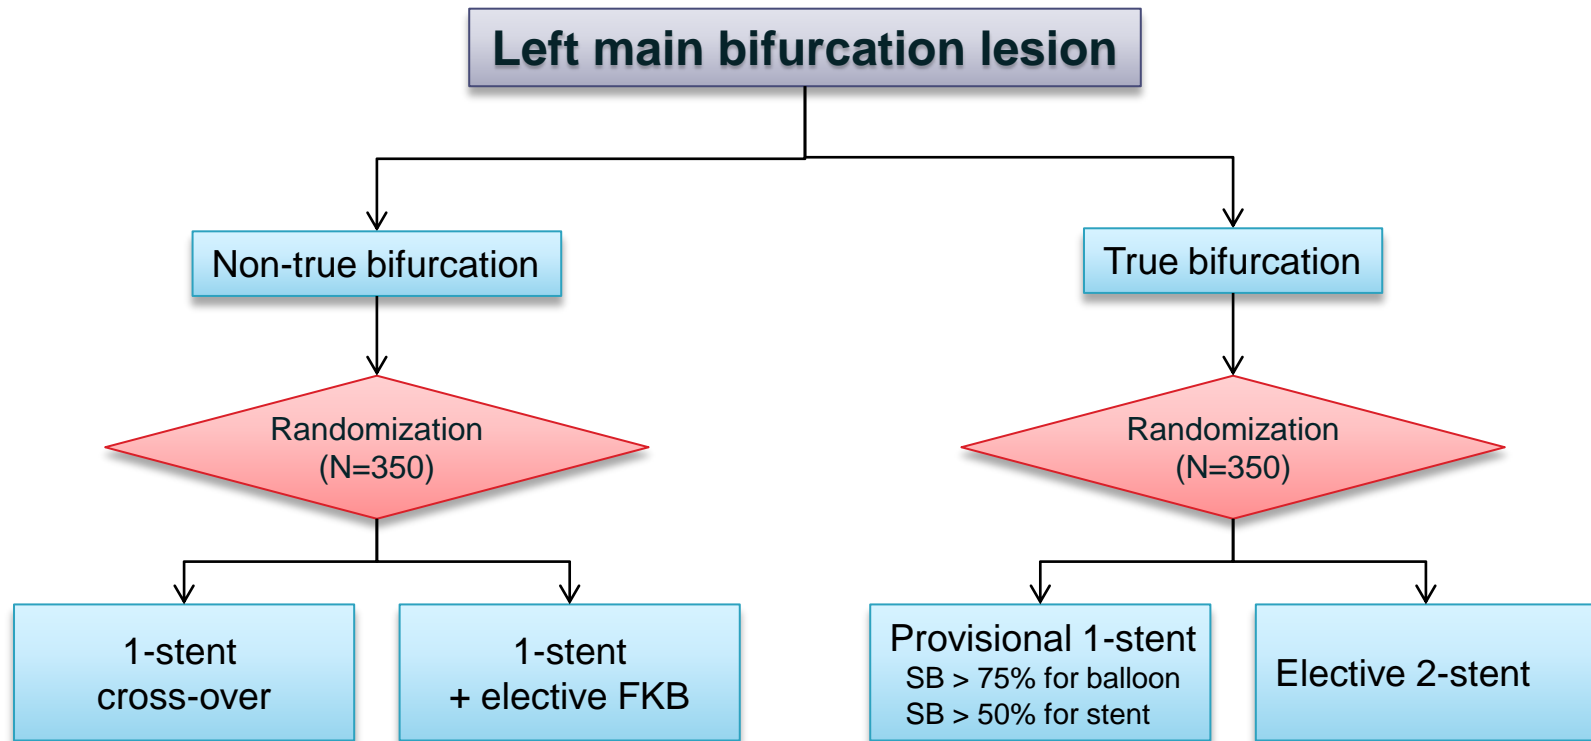 Left main bifurcation lesion
Non-true bifurcation
True bifurcation
Randomization
(N=350)
Randomization
(N=350)
1-stent
cross-over
1-stent
+ elective FKB
Provisional 1-stent
SB > 75% for balloon
SB > 50% for stent
Elective 2-stent